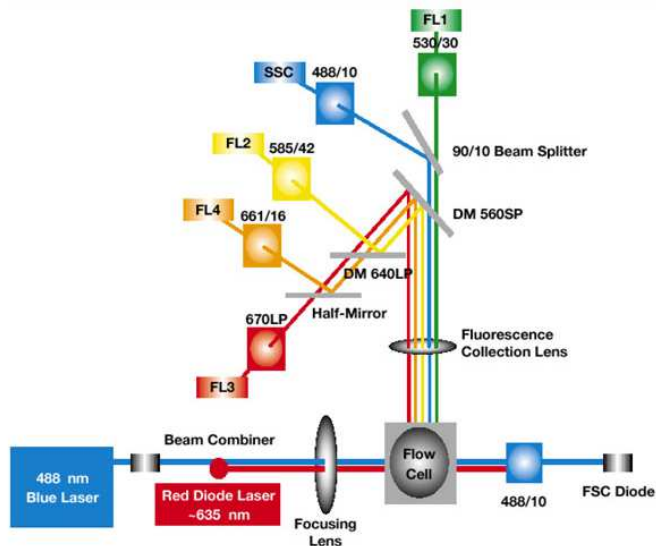 FL1
530/30
SSC
488/10
90/10 Beam Splitter
FL2
585/42
DM 560SP
FL4
661/16
DM 640LP
Half-Mirror
670LP
Fluorescence
Collection Lens
FL3
Beam Combiner
Flow
Cell
488 nm
Blue Laser
Red Diode Laser
~635 nm
Focusing
Lens
488/10
FSC Diode